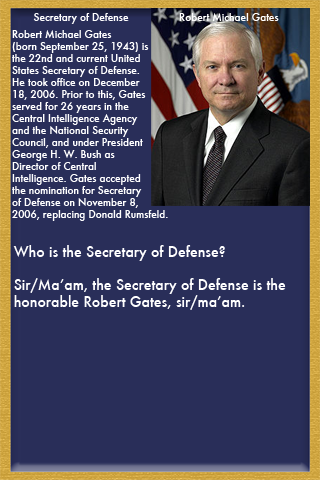 Secretary of Defense
Robert Michael Gates
Robert Michael Gates
(born September 25, 1943) is
the 22nd and current United
States Secretary of Defense.
He took office on December
18, 2006. Prior to this, Gates
served for 26 years in the
Central Intelligence Agency
and the National Security
Council, and under President
George H. W. Bush as
Director of Central
Intelligence. Gates accepted
the nomination for Secretary
of Defense on November 8,
2006, replacing Donald Rumsfeld.
Who is the Secretary of Defense?
Sir/Ma'am, the Secretary of Defense is the
honorable Robert Gates, sir/ma'am.